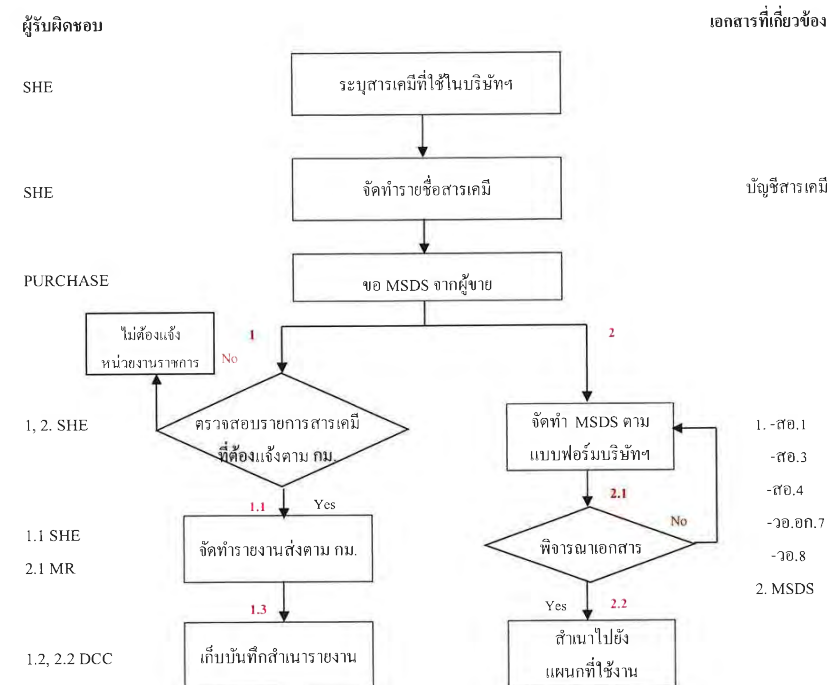 ผู้รับผิดชอบ
เอกสารที่เกี่ยวข้อง
SHE
ระบุสารเคมีที่ใช้ในบริษัทฯ
SHE
จัดทำรายชื่อสารเคมี
บัญชีสารเคมี
PURCHASE
ขอ MSDS จากผู้ขาย
ไม่ต้องแจ้ง
หน่วยงานราชการ
1
2
No
1, 2. SHE
ตรวจสอบรายการสารเคมี
ที่ต้องแจ้งตาม กม.
จัดทำ MSDS ตาม
แบบฟอร์มบริษัทฯ
1. -สอ.1
-สอ.3
-สอ.4
-วอ.อก.7
-วอ.8
2. MSDS
1.1
Yes
2.1
No
1.1 SHE
2.1 MR
จัดทำรายงานส่งตาม กม.
พิจารณาเอกสาร
1.3
Yes
2.2
1.2, 2.2 DCC
เก็บบันทึกสำเนารายงาน
สำเนาไปยัง
แผนกที่ใช้งาน